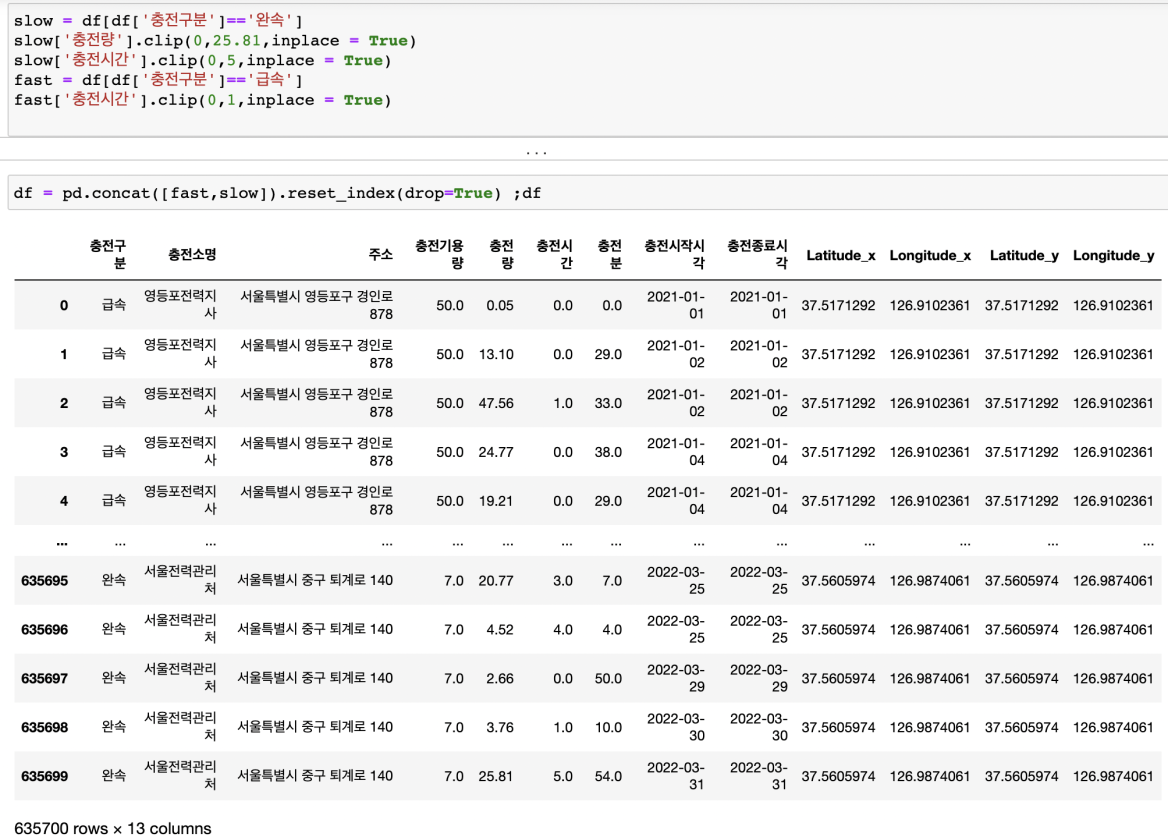 slow = df[df['충전구분']=='완속']
slow['충전량'].clip(0,25.81,inplace = True)
slow['충전시간'].clip(0,5,inplace = True)
fast = df[df['충전구분']=='급속']
fast['충전시간'].clip(0,1,inplace = True)
...
df = pd.concat([fast,slow]).reset_index(drop=True) ;df
충전구분 충전소명 주소 충전기용량 충전량 충전시간 충전분 충전시작시각 충전종료시각 Latitude_x Longitude_x Latitude_y Longitude_y
0 급속 영등포전력지사 서울특별시 영등포구 경인로 878 50.0 0.05 0.0 0.0 2021-01-01 2021-01-01 37.5171292 126.9102361 37.5171292 126.9102361
1 급속 영등포전력지사 서울특별시 영등포구 경인로 878 50.0 13.10 0.0 29.0 2021-01-02 2021-01-02 37.5171292 126.9102361 37.5171292 126.9102361
2 급속 영등포전력지사 서울특별시 영등포구 경인로 878 50.0 47.56 1.0 33.0 2021-01-02 2021-01-02 37.5171292 126.9102361 37.5171292 126.9102361
3 급속 영등포전력지사 서울특별시 영등포구 경인로 878 50.0 24.77 0.0 38.0 2021-01-04 2021-01-04 37.5171292 126.9102361 37.5171292 126.9102361
4 급속 영등포전력지사 서울특별시 영등포구 경인로 878 50.0 19.21 0.0 29.0 2021-01-04 2021-01-04 37.5171292 126.9102361 37.5171292 126.9102361
... ... ... ... ... ... ... ... ... ... ... ... ... ...
635695 완속 서울전력관리처 서울특별시 중구 퇴계로 140 7.0 20.77 3.0 7.0 2022-03-25 2022-03-25 37.5605974 126.9874061 37.5605974 126.9874061
635696 완속 서울전력관리처 서울특별시 중구 퇴계로 140 7.0 4.52 4.0 4.0 2022-03-25 2022-03-25 37.5605974 126.9874061 37.5605974 126.9874061
635697 완속 서울전력관리처 서울특별시 중구 퇴계로 140 7.0 2.66 0.0 50.0 2022-03-29 2022-03-29 37.5605974 126.9874061 37.5605974 126.9874061
635698 완속 서울전력관리처 서울특별시 중구 퇴계로 140 7.0 3.76 1.0 10.0 2022-03-30 2022-03-30 37.5605974 126.9874061 37.5605974 126.9874061
635699 완속 서울전력관리처 서울특별시 중구 퇴계로 140 7.0 25.81 5.0 54.0 2022-03-31 2022-03-31 37.5605974 126.9874061 37.5605974 126.9874061
635700 rows × 13 columns